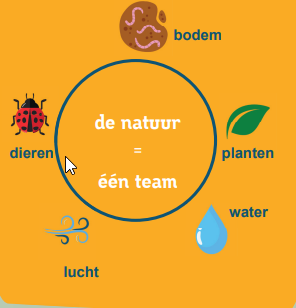 bodem
de natuur
=
één team
dieren
planten
water
lucht